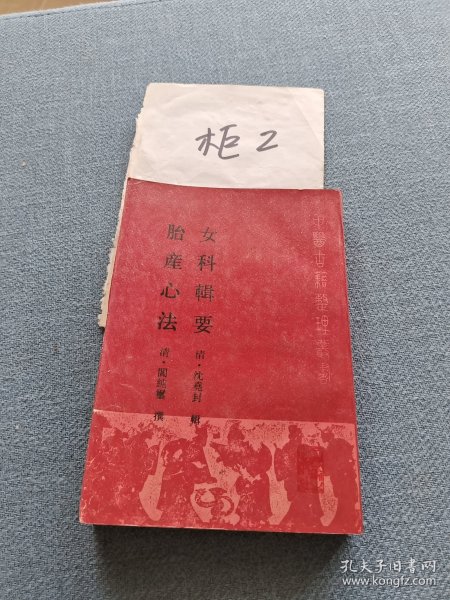 柜2
中醫古籍整理叢書
女科輯要
清·沈堯封 輯
胎産心法
清·閻純璽 撰
孔夫子旧书网
www.kongfz.com